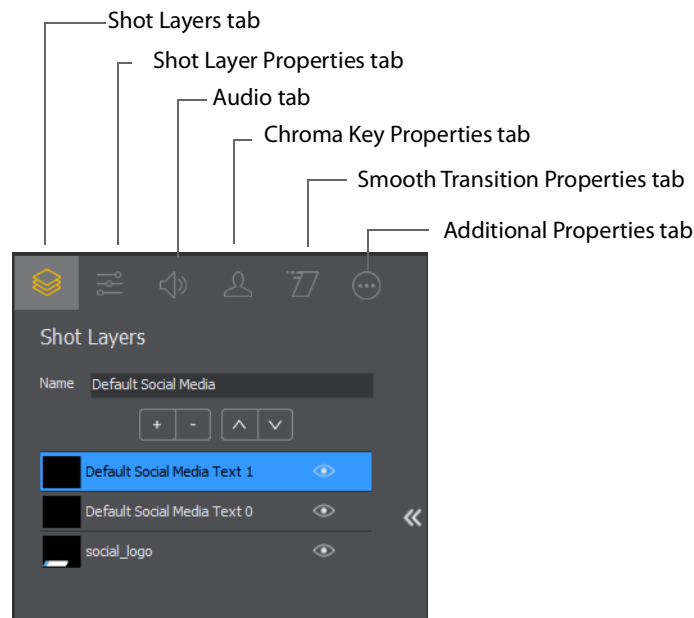 Shot Layers tab
Shot Layer Properties tab
Audio tab
Chroma Key Properties tab
Smooth Transition Properties tab
Additional Properties tab
Shot Layers
Name Default Social Media
+ -
Default Social Media Text 1
Default Social Media Text 0
social_logo